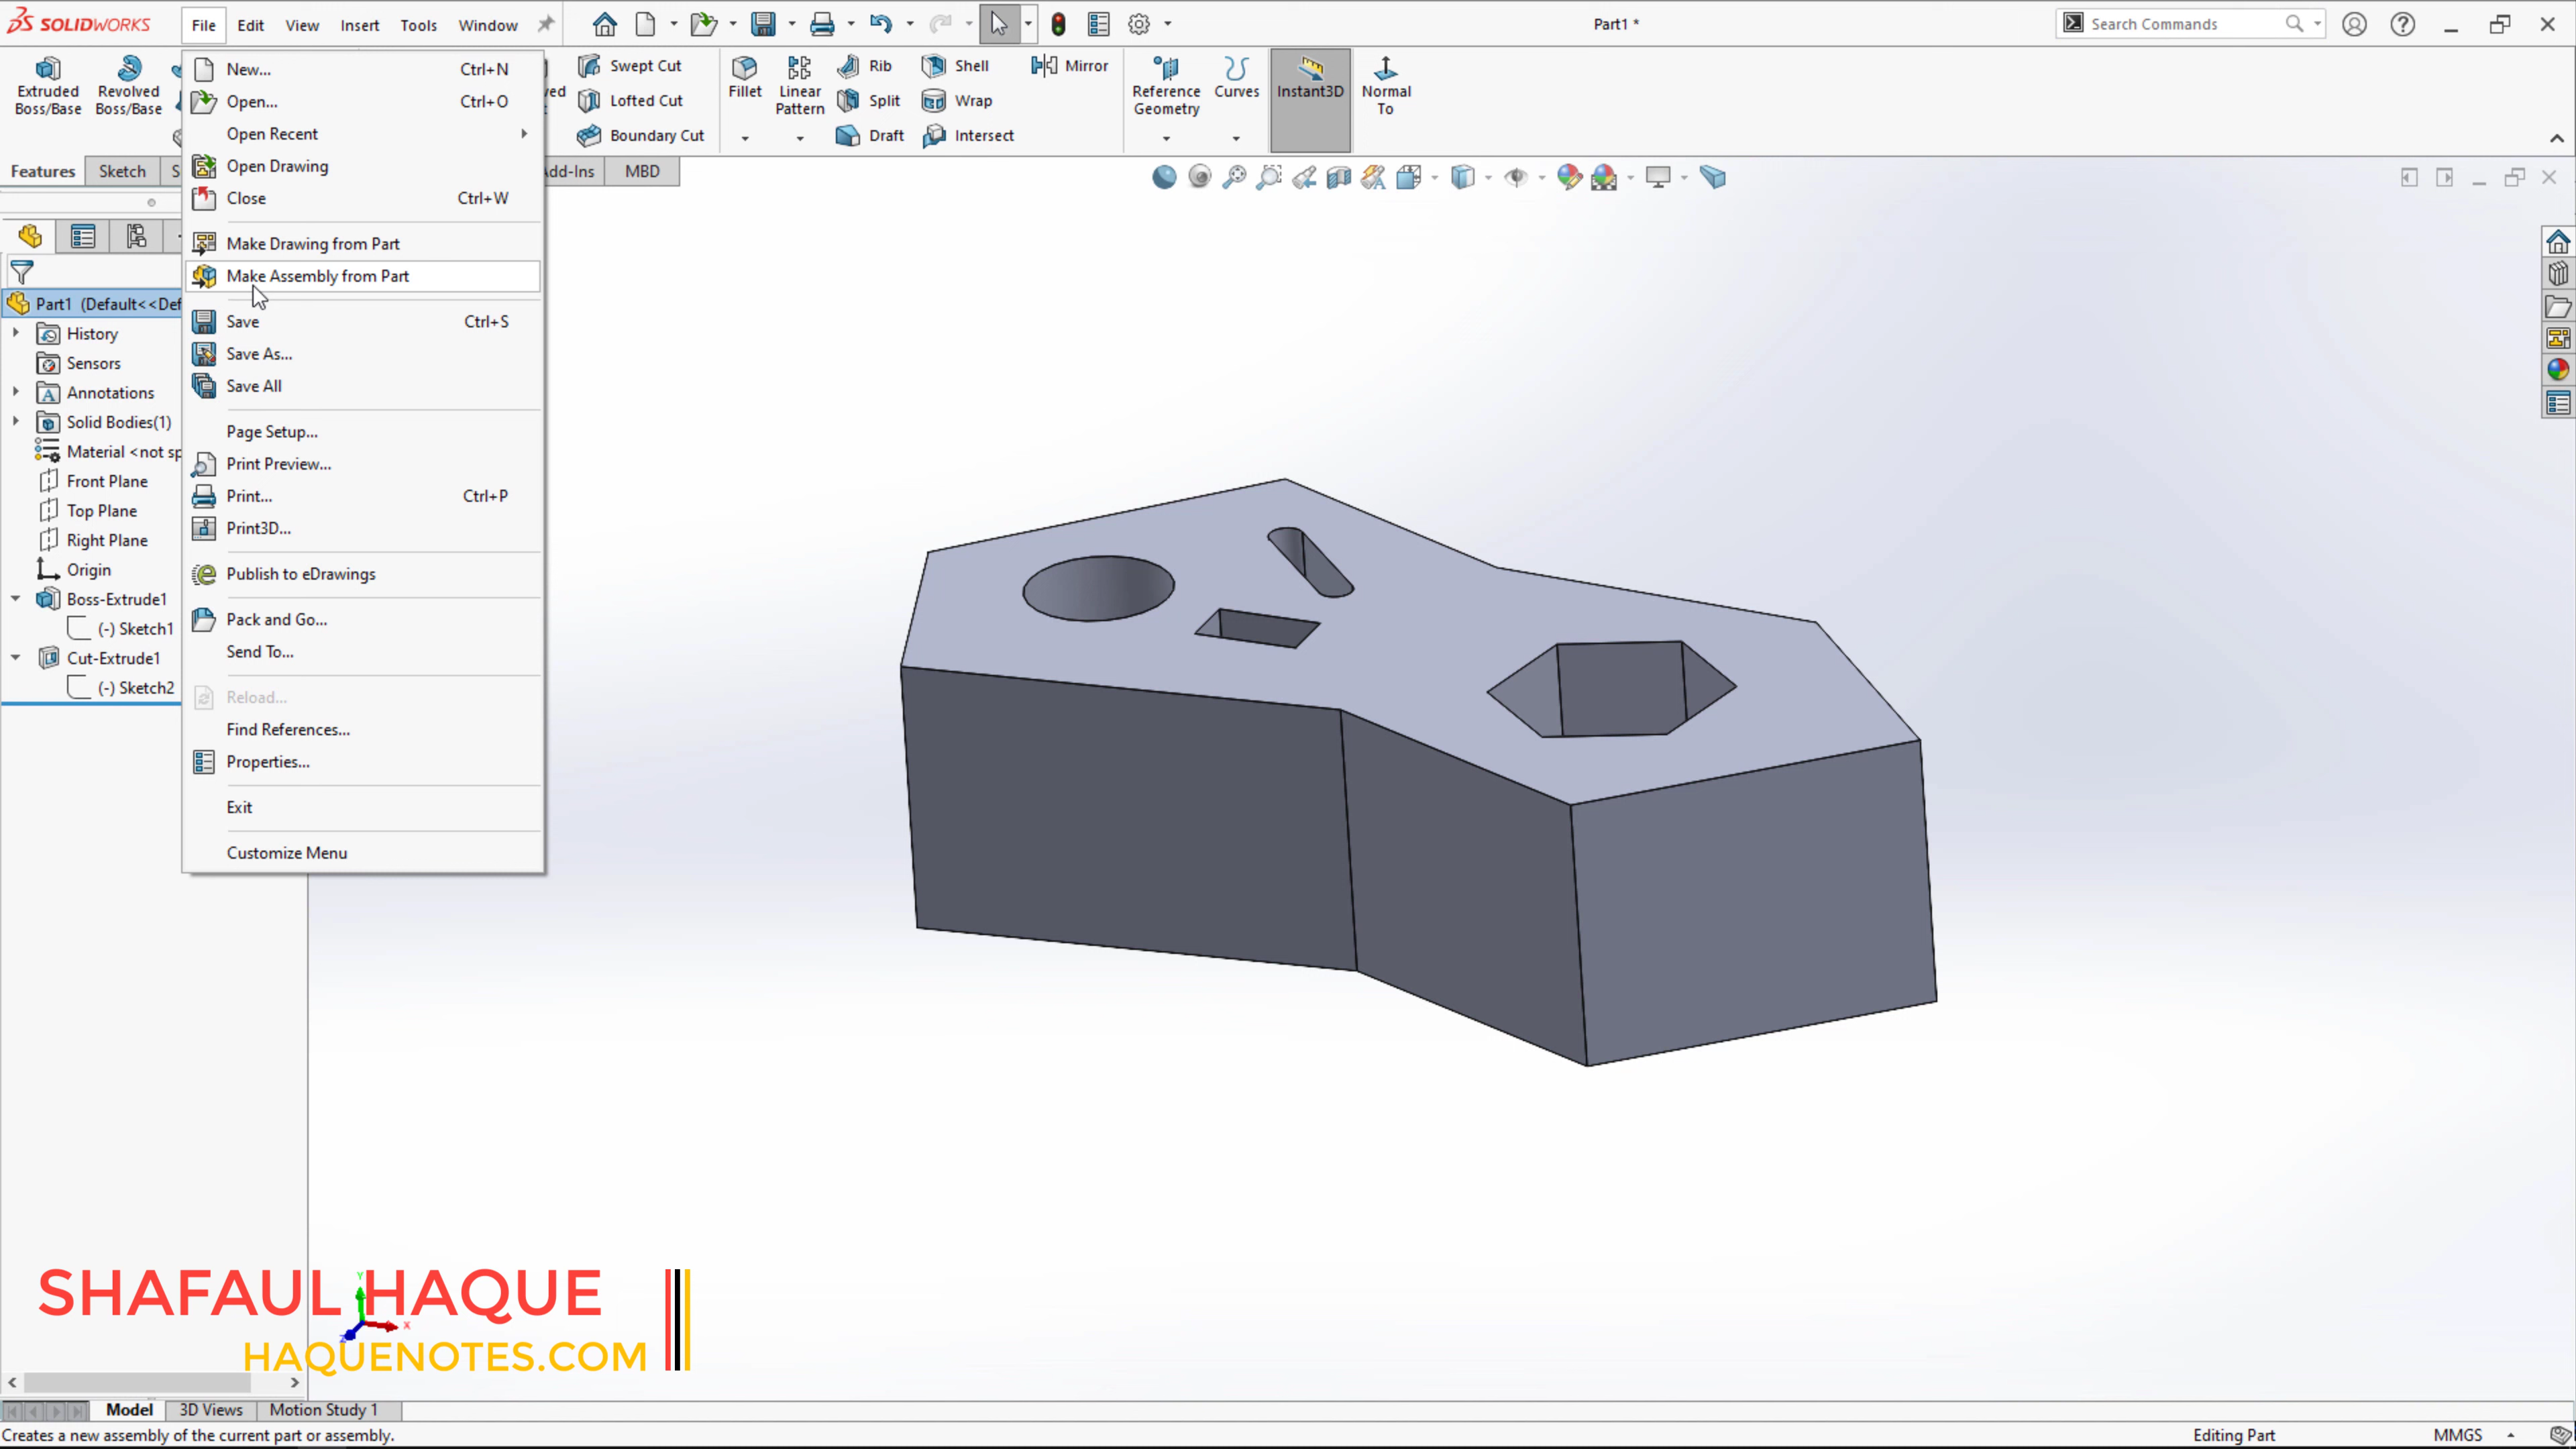 SOLIDWORKS File Edit View Insert Tools Window Part1 * Search Commands
Extruded Boss/Base
Revolved Boss/Base
Swept Cut
Lofted Cut
Boundary Cut
Fillet
Linear Pattern
Rib
Split
Draft
Shell
Wrap
Intersect
Mirror
Reference Geometry
Curves
Instant3D
Normal To
Features Sketch MBD
New... Ctrl+N
Open... Ctrl+O
Open Recent
Open Drawing
Close Ctrl+W
Make Drawing from Part
Make Assembly from Part
Save Ctrl+S
Save As...
Save All
Page Setup...
Print Preview...
Print... Ctrl+P
Print3D...
Publish to eDrawings
Pack and Go...
Send To...
Reload...
Find References...
Properties...
Exit
Customize Menu
Part1 (Default<<Def
History
Sensors
Annotations
Solid Bodies(1)
Material <not sp
Front Plane
Top Plane
Right Plane
Origin
Boss-Extrude1
(-) Sketch1
Cut-Extrude1
(-) Sketch2
SHAFAUL HAQUE
HAQUENOTES.COM
Y
X
Z
Model 3D Views Motion Study 1
Creates a new assembly of the current part or assembly. Editing Part MMGS